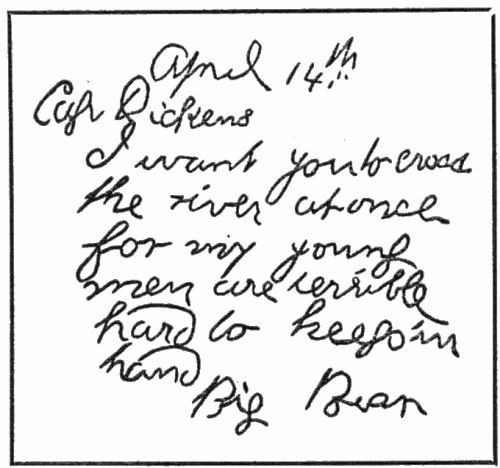 April 14th
Capt Dickens
I want you to cross
the river at once
for my young
men are terrible
hard to keep in
hand
Big Bear